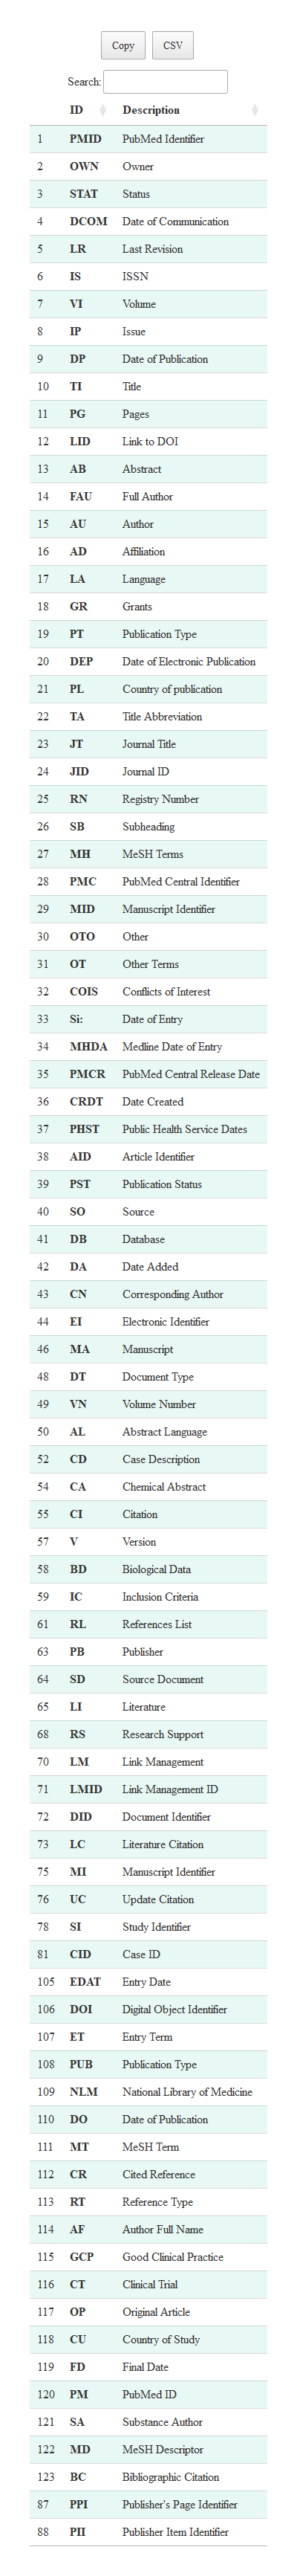 Copy CSV
Search:
ID Description
1 PMID PubMed Identifier
2 OWN Owner
3 STAT Status
4 DCOM Date of Communication
5 LR Last Revision
6 IS ISSN
7 VI Volume
8 IP Issue
9 DP Date of Publication
10 TI Title
11 PG Pages
12 LID Link to DOI
13 AB Abstract
14 FAU Full Author
15 AU Author
16 AD Affiliation
17 LA Language
18 GR Grants
19 PT Publication Type
20 DEP Date of Electronic Publication
21 PL Country of publication
22 TA Title Abbreviation
23 JT Journal Title
24 JID Journal ID
25 RN Registry Number
26 SB Subheading
27 MH MeSH Terms
28 PMC PubMed Central Identifier
29 MID Manuscript Identifier
30 OTO Other
31 OT Other Terms
32 COIS Conflicts of Interest
33 Si: Date of Entry
34 MHDA Medline Date of Entry
35 PMCR PubMed Central Release Date
36 CRDT Date Created
37 PHST Public Health Service Dates
38 AID Article Identifier
39 PST Publication Status
40 SO Source
41 DB Database
42 DA Date Added
43 CN Corresponding Author
44 EI Electronic Identifier
46 MA Manuscript
48 DT Document Type
49 VN Volume Number
50 AL Abstract Language
52 CD Case Description
54 CA Chemical Abstract
55 CI Citation
57 V Version
58 BD Biological Data
59 IC Inclusion Criteria
61 RL References List
63 PB Publisher
64 SD Source Document
65 LI Literature
68 RS Research Support
70 LM Link Management
71 LMID Link Management ID
72 DID Document Identifier
73 LC Literature Citation
75 MI Manuscript Identifier
76 UC Update Citation
78 SI Study Identifier
81 CID Case ID
105 EDAT Entry Date
106 DOI Digital Object Identifier
107 ET Entry Term
108 PUB Publication Type
109 NLM National Library of Medicine
110 DO Date of Publication
111 MT MeSH Term
112 CR Cited Reference
113 RT Reference Type
114 AF Author Full Name
115 GCP Good Clinical Practice
116 CT Clinical Trial
117 OP Original Article
118 CU Country of Study
119 FD Final Date
120 PM PubMed ID
121 SA Substance Author
122 MD MeSH Descriptor
123 BC Bibliographic Citation
87 PPI Publisher's Page Identifier
88 PII Publisher Item Identifier